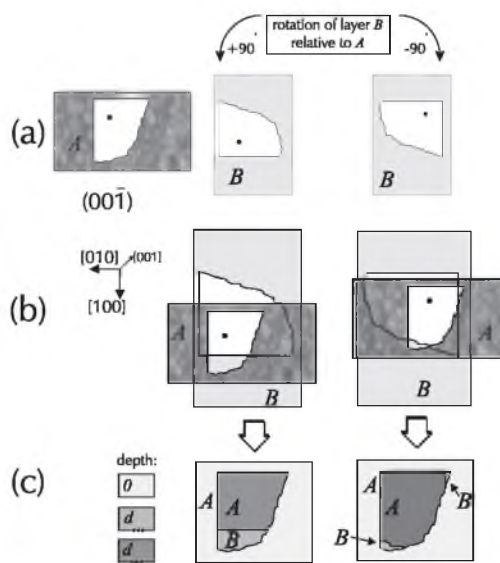 rotation of layer B
relative to A
+90°
-90°
(a)
A
B
B
(001̄)
[010]
[001]
[100]
(b)
A
B
A
B
(c)
depth:
0
d...
d...
A
A
B
A
A
B
B